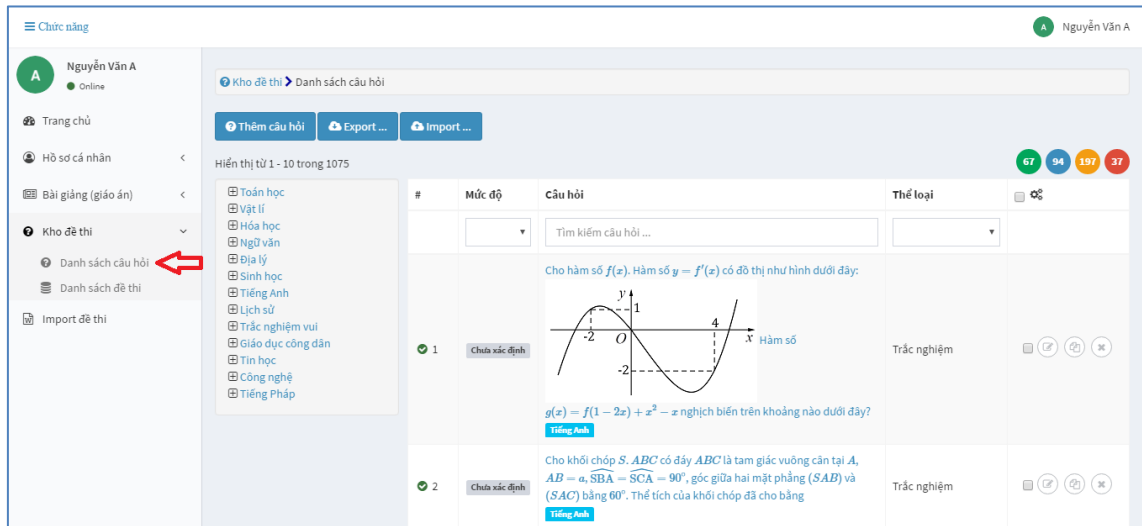 Chức năng
A Nguyễn Văn A
A
Nguyễn Văn A
Online
Trang chủ
Hồ sơ cá nhân
Bài giảng (giáo án)
Kho đề thi
Danh sách câu hỏi
Danh sách đề thi
Import đề thi
Kho đề thi Danh sách câu hỏi
Thêm câu hỏi Export ... Import ...
Hiển thị từ 1 - 10 trong 1075
67 94 197 37
Toán học
Vật lí
Hóa học
Ngữ văn
Địa lý
Sinh học
Tiếng Anh
Lịch sử
Trắc nghiệm vui
Giáo dục công dân
Tin học
Công nghệ
Tiếng Pháp
# Mức độ Câu hỏi Thể loại
Tìm kiếm câu hỏi ...
Cho hàm số f(x). Hàm số y = f′(x) có đồ thị như hình dưới đây:
y
1
4
-2 O x Hàm số
-2
1 Chưa xác định Trắc nghiệm
g(x) = f(1 − 2x) + x² − x nghịch biến trên khoảng nào dưới đây?
Tiếng Anh
Cho khối chóp S. ABC có đáy ABC là tam giác vuông cân tại A,
2 Chưa xác định AB = a, SBA = SCA = 90°, góc giữa hai mặt phẳng (SAB) và Trắc nghiệm
(SAC) bằng 60°. Thể tích của khối chóp đã cho bằng
Tiếng Anh